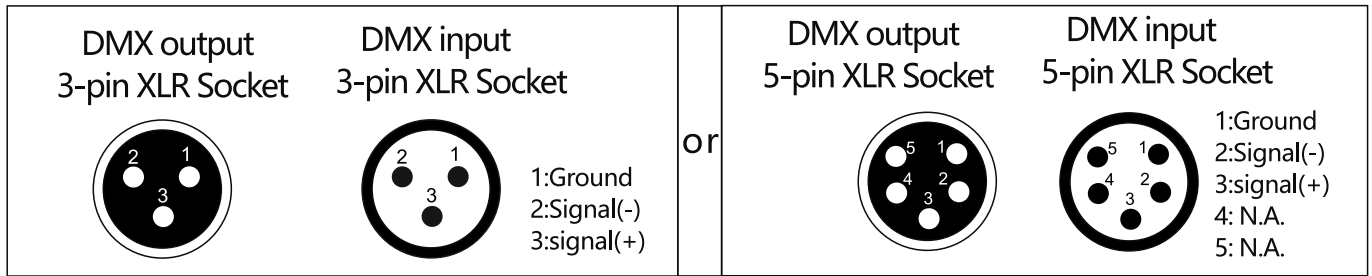 DMX output
3-pin XLR Socket
2 1
3
DMX input
3-pin XLR Socket
2 1
3
1:Ground
2:Signal(-)
3:signal(+)
or
DMX output
5-pin XLR Socket
5 1
4 2
3
DMX input
5-pin XLR Socket
5 1
4 2
3
1:Ground
2:Signal(-)
3:signal(+)
4: N.A.
5: N.A.